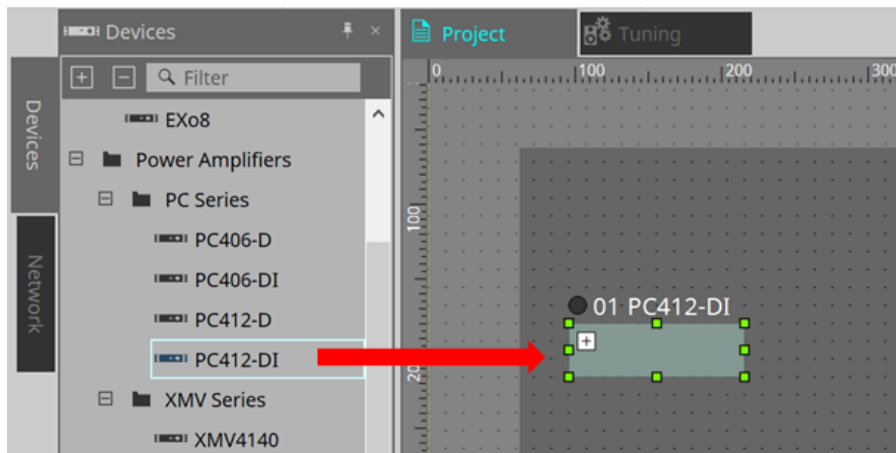 Devices
Filter
EXo8
Power Amplifiers
PC Series
PC406-D
PC406-DI
PC412-D
PC412-DI
XMV Series
XMV4140
Devices
Network
Project
Tuning
0
100
200
300
100
01 PC412-DI